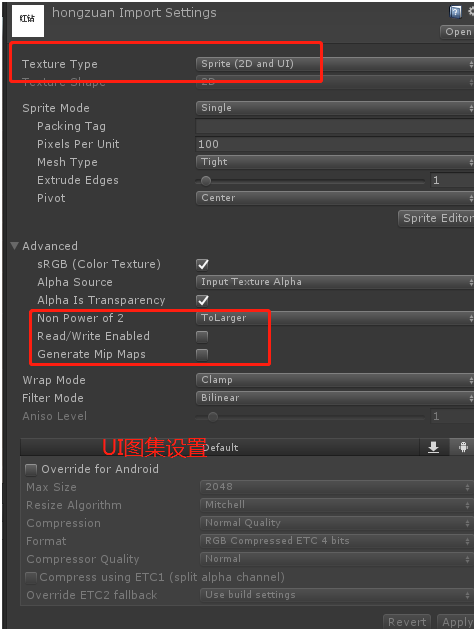 红钻
hongzuan Import Settings
Open
Texture Type Sprite (2D and UI)
Texture Shape 2D
Sprite Mode Single
Packing Tag
Pixels Per Unit 100
Mesh Type Tight
Extrude Edges 1
Pivot Center
Sprite Editor
Advanced
sRGB (Color Texture)
Alpha Source Input Texture Alpha
Alpha Is Transparency
Non Power of 2 ToLarger
Read/Write Enabled
Generate Mip Maps
Wrap Mode Clamp
Filter Mode Bilinear
Aniso Level 1
UI图集设置 Default
Override for Android
Max Size 2048
Resize Algorithm Mitchell
Compression Normal Quality
Format RGB Compressed ETC 4 bits
Compressor Quality Normal
Compress using ETC1 (split alpha channel)
Override ETC2 fallback Use build settings
Revert Apply